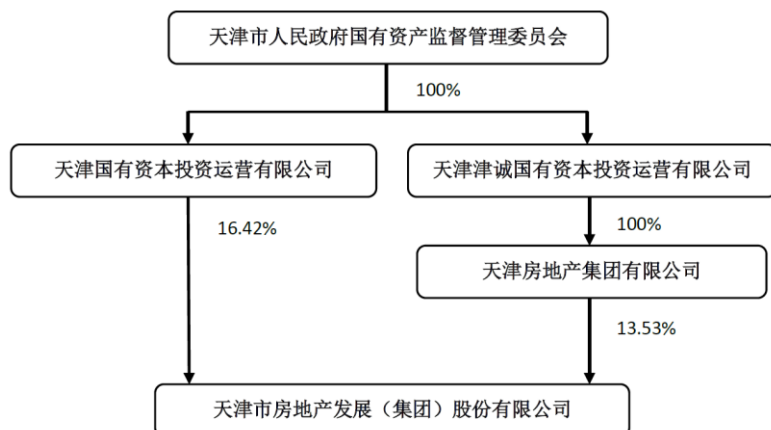 天津市人民政府国有资产监督管理委员会
100%
天津国有资本投资运营有限公司
天津津诚国有资本投资运营有限公司
16.42%
100%
天津房地产集团有限公司
13.53%
天津市房地产发展（集团）股份有限公司